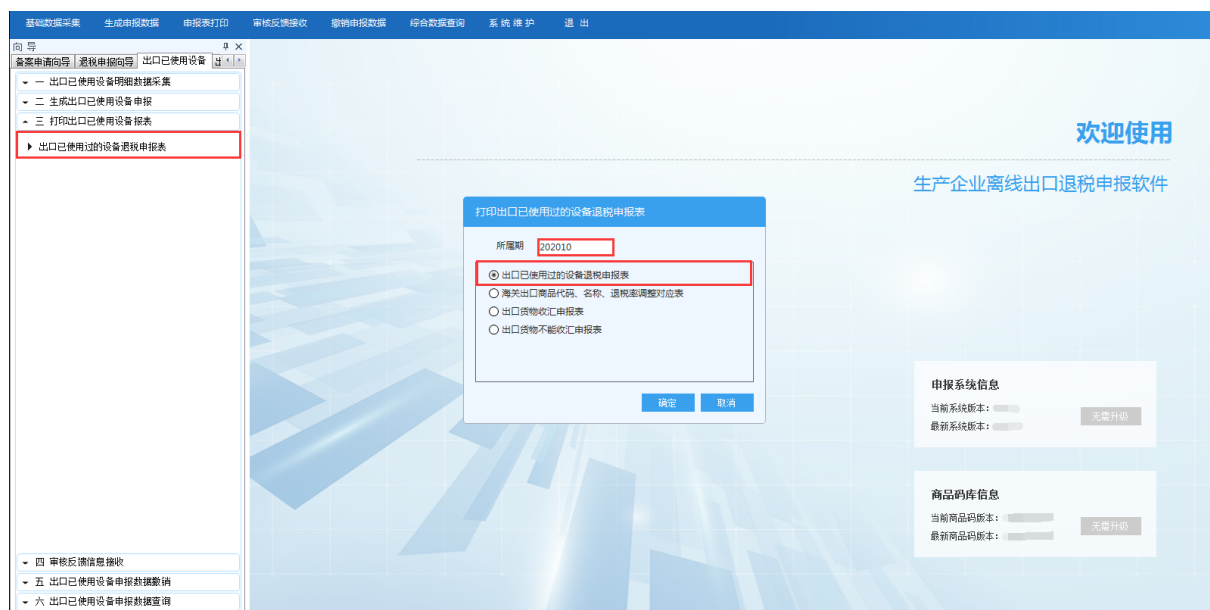 基础数据采集 生成申报数据 申报表打印 审核反馈接收 撤销申报数据 综合数据查询 系统维护 退出
向导
备案申请向导 退税申报向导 出口已使用设备
一 出口已使用设备明细数据采集
二 生成出口已使用设备申报
三 打印出口已使用设备报表
出口已使用过的设备退税申报表
四 审核反馈信息接收
五 出口已使用设备申报数据撤销
六 出口已使用设备申报数据查询
欢迎使用
生产企业离线出口退税申报软件
打印出口已使用过的设备退税申报表
所属期 202010
出口已使用过的设备退税申报表
海关出口商品代码、名称、退税率调整对应表
出口货物收汇申报表
出口货物不能收汇申报表
确定 取消
申报系统信息
当前系统版本：
最新系统版本：
无需升级
商品码库信息
当前商品码版本：
最新商品码版本：
无需升级